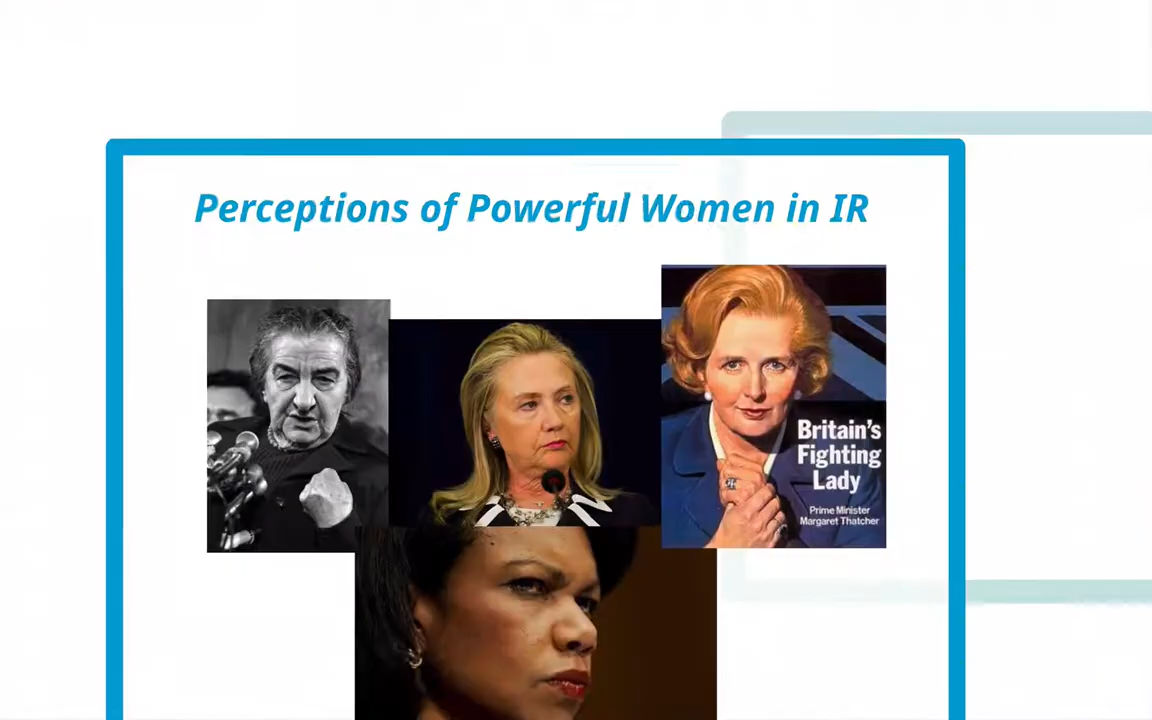 Perceptions of Powerful Women in IR
Britain's
Fighting
Lady
Prime Minister
Margaret Thatcher